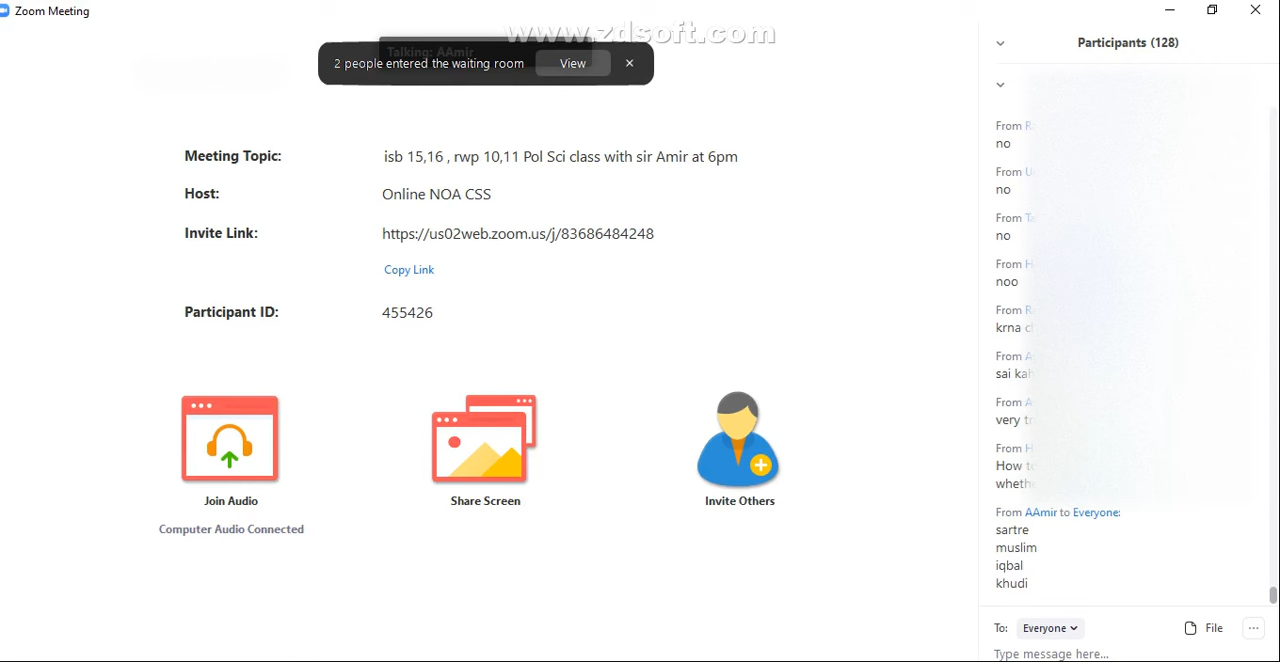 Zoom Meeting
www.zdsoft.com
Talking: AAmir
2 people entered the waiting room View
Meeting Topic: isb 15,16 , rwp 10,11 Pol Sci class with sir Amir at 6pm
Host: Online NOA CSS
Invite Link: https://us02web.zoom.us/j/83686484248
Copy Link
Participant ID: 455426
Join Audio
Computer Audio Connected
Share Screen
Invite Others
Participants (128)
From
no
From
no
From
no
From
noo
From
krna
From
sai
From
very
From
How
From AAmir to Everyone:
sartre
muslim
iqbal
khudi
To: Everyone File
Type message here...